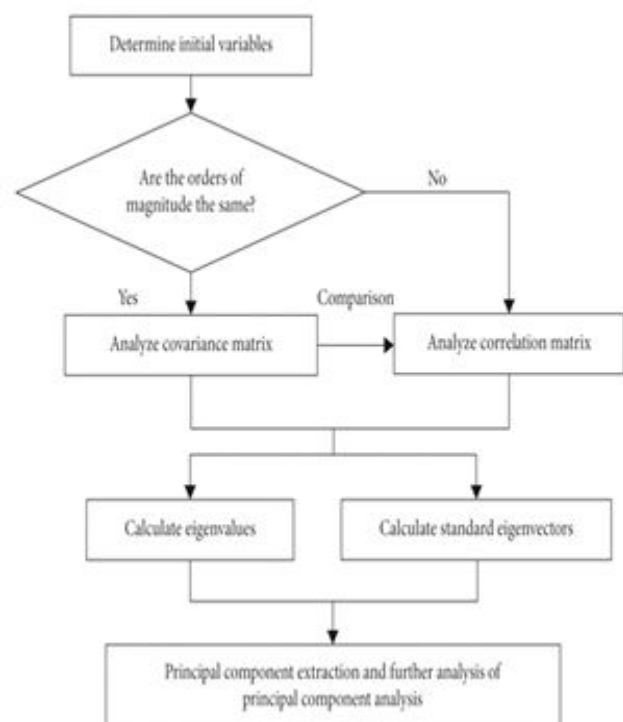 Determine initial variables
Are the orders of
magnitude the same?
No
Yes
Comparison
Analyze covariance matrix
Analyze correlation matrix
Calculate eigenvalues
Calculate standard eigenvectors
Principal component extraction and further analysis of
principal component analysis